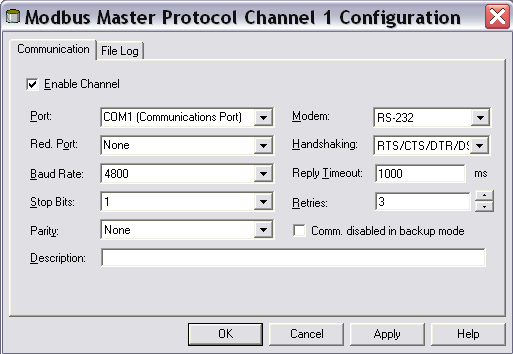 Modbus Master Protocol Channel 1 Configuration
Communication File Log
Enable Channel
Port: COM1 (Communications Port) Modem: RS-232
Red. Port: None Handshaking: RTS/CTS/DTR/DS
Baud Rate: 4800 Reply Timeout: 1000 ms
Stop Bits: 1 Retries: 3
Parity: None Comm. disabled in backup mode
Description:
OK Cancel Apply Help